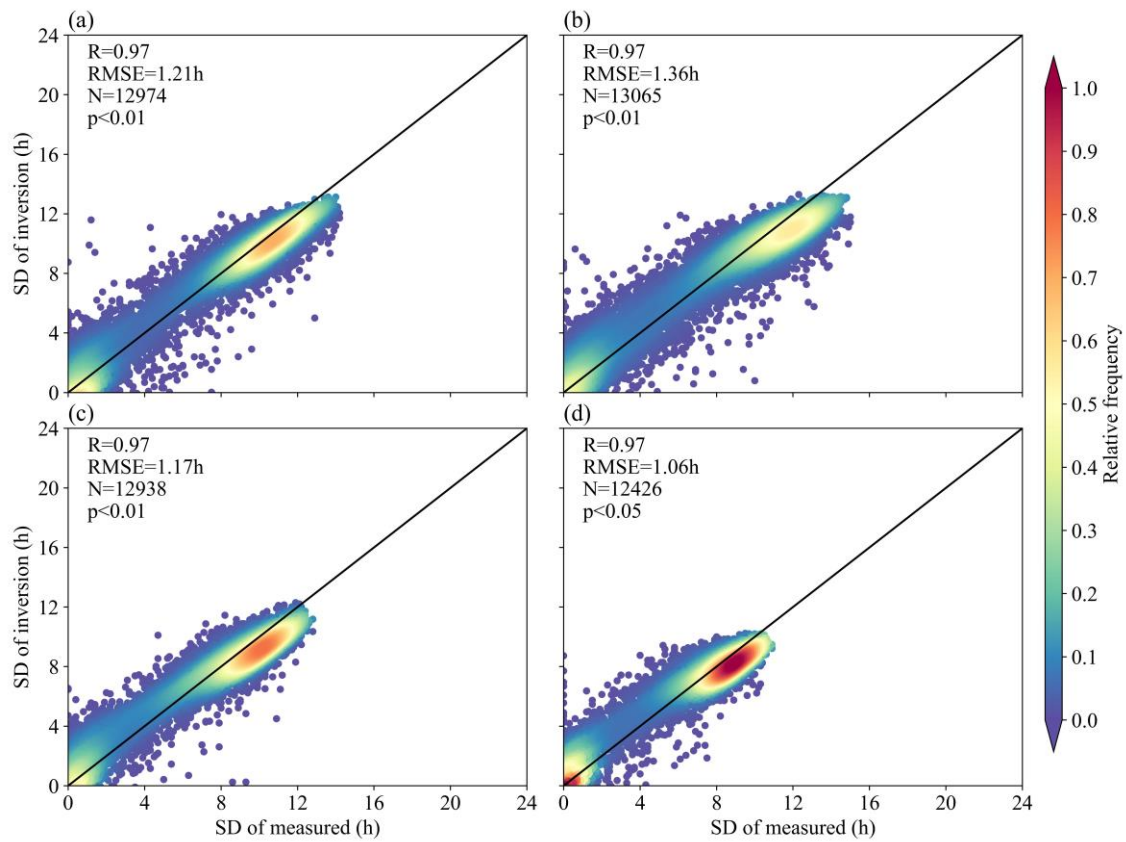 (a)
(b)
24
20
16
12
8
4
0
SD of inversion (h)
R=0.97
RMSE=1.21h
N=12974
p<0.01
R=0.97
RMSE=1.36h
N=13065
p<0.01
(c)
(d)
24
20
16
12
8
4
0
SD of inversion (h)
R=0.97
RMSE=1.17h
N=12938
p<0.01
R=0.97
RMSE=1.06h
N=12426
p<0.05
0 4 8 12 16 20 24
SD of measured (h)
0 4 8 12 16 20 24
SD of measured (h)
1.0
0.9
0.8
0.7
0.6
0.5
0.4
0.3
0.2
0.1
0.0
Relative frequency